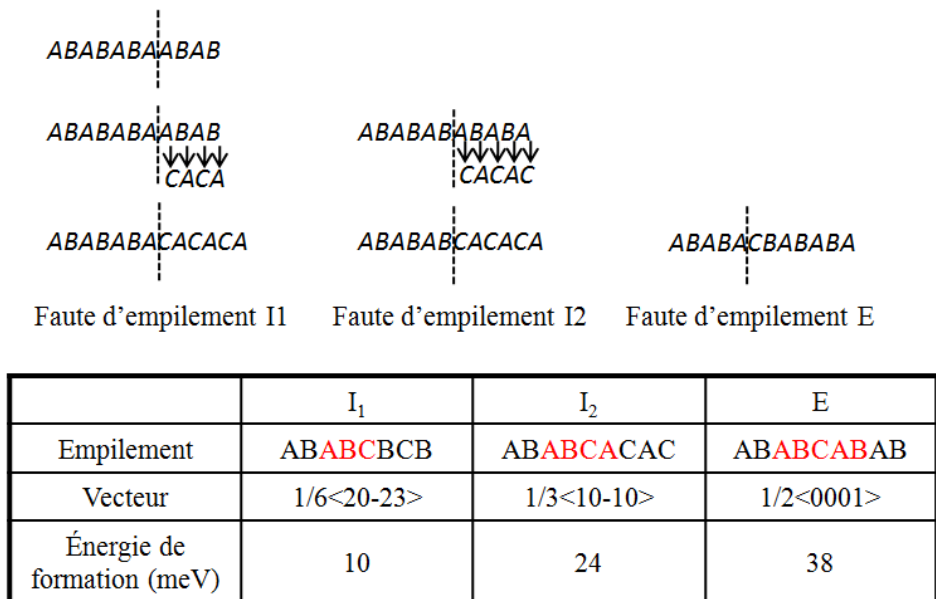 ABABABAABAB
ABABABAABAB
CACA
ABABABABABA
CACAC
ABABABACACACA
ABABABCACACA
ABABACBABABA
Faute d'empilement I1
Faute d'empilement I2
Faute d'empilement E
I1
I2
E
Empilement
ABABCBCB
ABABCACAC
ABABCABAB
Vecteur
1/6<20-23>
1/3<10-10>
1/2<0001>
Énergie de
formation (meV)
10
24
38